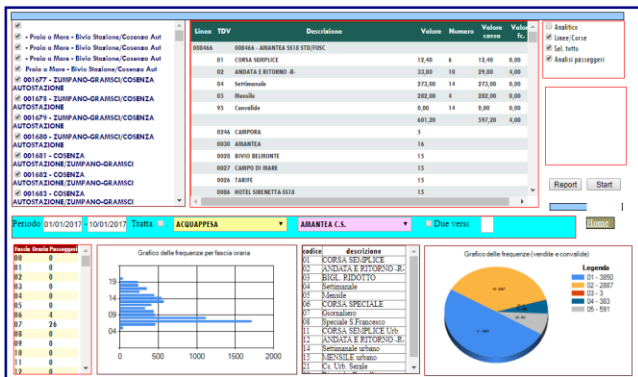 - Praia a Mare - Bivio Stazione/Cosenza Aut
- Praia a Mare - Bivio Stazione/Cosenza Aut
- Praia a Mare - Bivio Stazione/Cosenza Aut
Praia a Mare - Bivio Stazione/Cosenza Aut
001677 - ZUMPANO-GRAMSCI/COSENZA
AUTOSTAZIONE
001678 - ZUMPANO-GRAMSCI/COSENZA
AUTOSTAZIONE
001679 - ZUMPANO-GRAMSCI/COSENZA
AUTOSTAZIONE
001680 - ZUMPANO-GRAMSCI/COSENZA
AUTOSTAZIONE
001681 - COSENZA
AUTOSTAZIONE/ZUMPANO-GRAMSCI
001682 - COSENZA
AUTOSTAZIONE/ZUMPANO-GRAMSCI
001683 - COSENZA
Linea TDV Descrizione Valore Numero Valore cassa Valore fc.
008466 008466 - AMANTEA SS18 STD/FUSC
01 CORSA SEMPLICE 12,40 6 12,40 0,00
02 ANDATA E RITORNO -R- 33,80 10 29,80 4,00
04 Settimanale 273,00 14 273,00 0,00
05 Mensile 282,00 4 282,00 0,00
95 Convalide 0,00 14 0,00 0,00
601,20 597,20 4,00
0246 CAMPORA 5
0030 AMANTEA 16
0028 BIVIO BELMONTE 15
0027 CAMPO DI MARE 15
0026 TARIFE 15
0086 HOTEL SIRENETTA SS18 15
Analitico
Linee/Corse
Sel. tutto
Analisi passeggeri
Report Start
Periodo 01/01/2017 - 10/01/2017 Tratta ACQUAPPESA AMANTEA C.S. Due versi Home
Fascia Oraria Passeggeri
00 0
01 0
02 0
03 0
04 0
05 0
06 4
07 26
08 0
09 0
10 0
11 0
12 0
Grafico delle frequenze per fascia oraria
19
14
09
04
0 500 1000 1500 2000
codice descrizione
01 CORSA SEMPLICE
02 ANDATA E RITORNO -R-
03 BIGL. RIDOTTO
04 Settimanale
05 Mensile
06 CORSA SPECIALE
07 Giornaliero
08 Speciale S.Francesco
11 CORSA SEMPLICE Urb
12 ANDATA E RITORNO -R-
14 Settimanale urbano
15 MENSILE urbano
21 Cs. Urb. Serale
Grafico delle frequenze (vendite e convalide)
Legenda
01 - 3850
02 - 2887
03 - 3
04 - 383
05 - 591